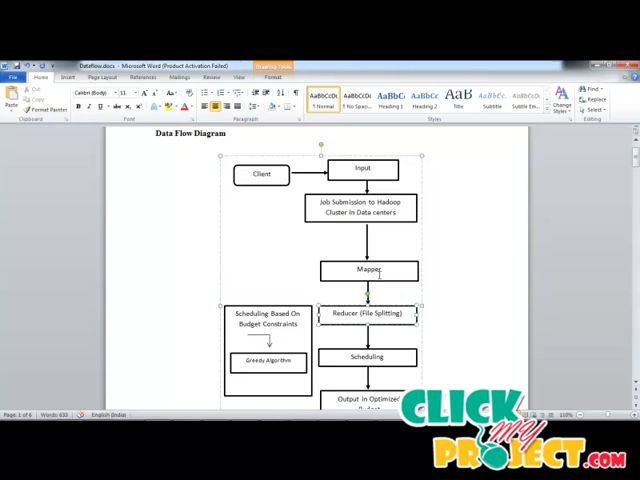 Dataflow.docx - Microsoft Word (Product Activation Failed)
Drawing Tools
File Home Insert Page Layout References Mailings Review View Format
Paste
Cut
Copy
Format Painter
Clipboard
Calibri (Body) 11
Font
Paragraph
AaBbCcDc AaBbCcDc AaBbC AaBbCc AaB AaBbCc. AaBbCcDc
¶ Normal ¶ No Spaci... Heading 1 Heading 2 Title Subtitle Subtle Em...
Change
Styles
Styles
Find
Replace
Select
Editing
Data Flow Diagram
Client
Input
Job Submission to Hadoop
Cluster in Data centers
Mapper
Scheduling Based On
Budget Constraints
Greedy Algorithm
Reducer (File Splitting)
Scheduling
Output in Optimized
Page: 1 of 6 Words: 633 English (India)
110%
CLICK
my
PROJECT.COM